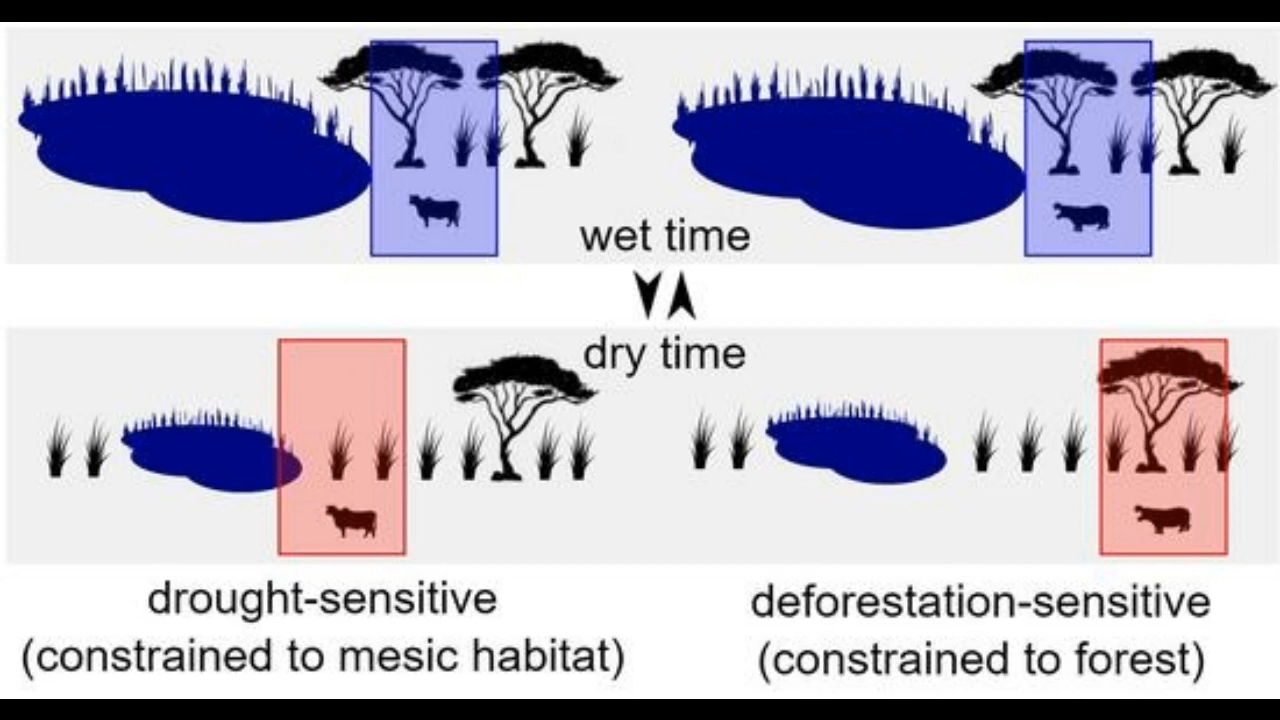 wet time
dry time
drought-sensitive
(constrained to mesic habitat)
deforestation-sensitive
(constrained to forest)